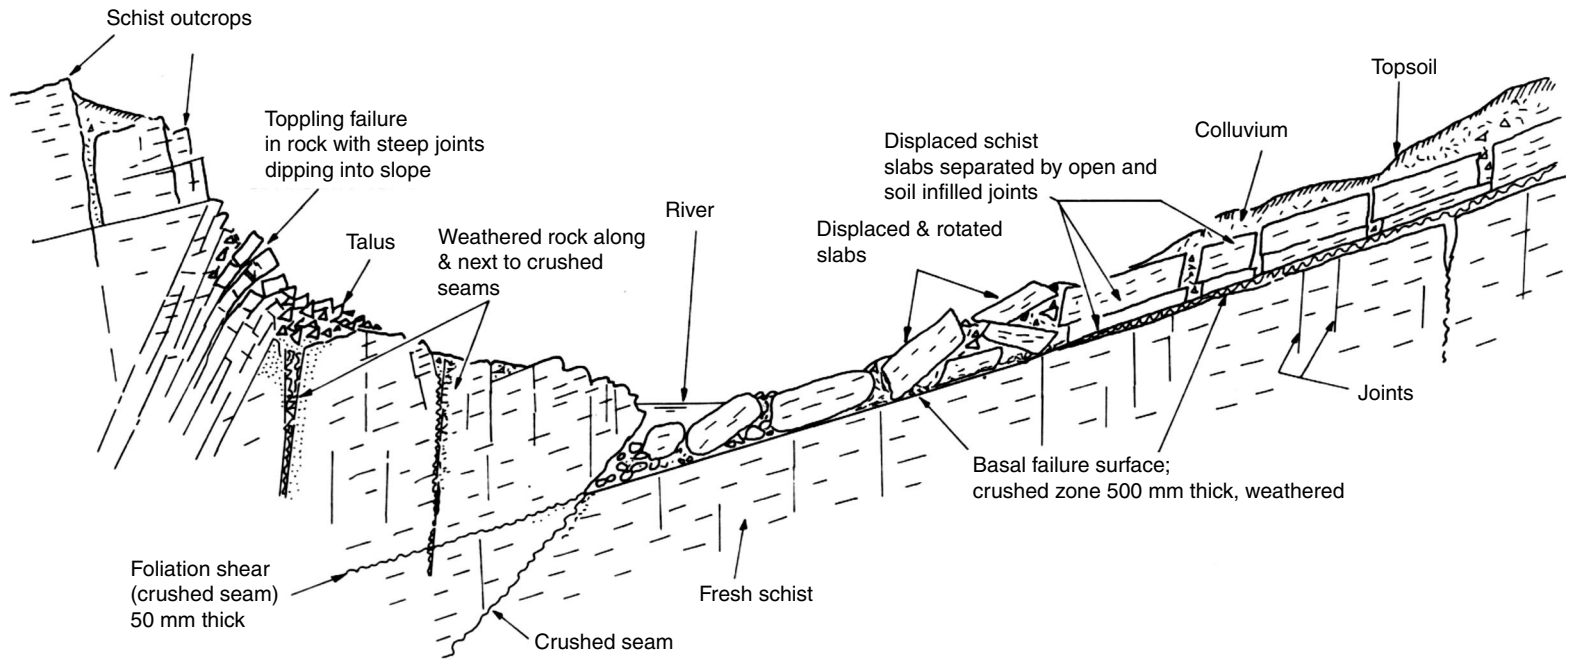 Schist outcrops
Toppling failure
in rock with steep joints
dipping into slope
Talus
Weathered rock along
& next to crushed
seams
River
Displaced & rotated
slabs
Displaced schist
slabs separated by open and
soil infilled joints
Colluvium
Topsoil
Joints
Basal failure surface;
crushed zone 500 mm thick, weathered
Fresh schist
Foliation shear
(crushed seam)
50 mm thick
Crushed seam